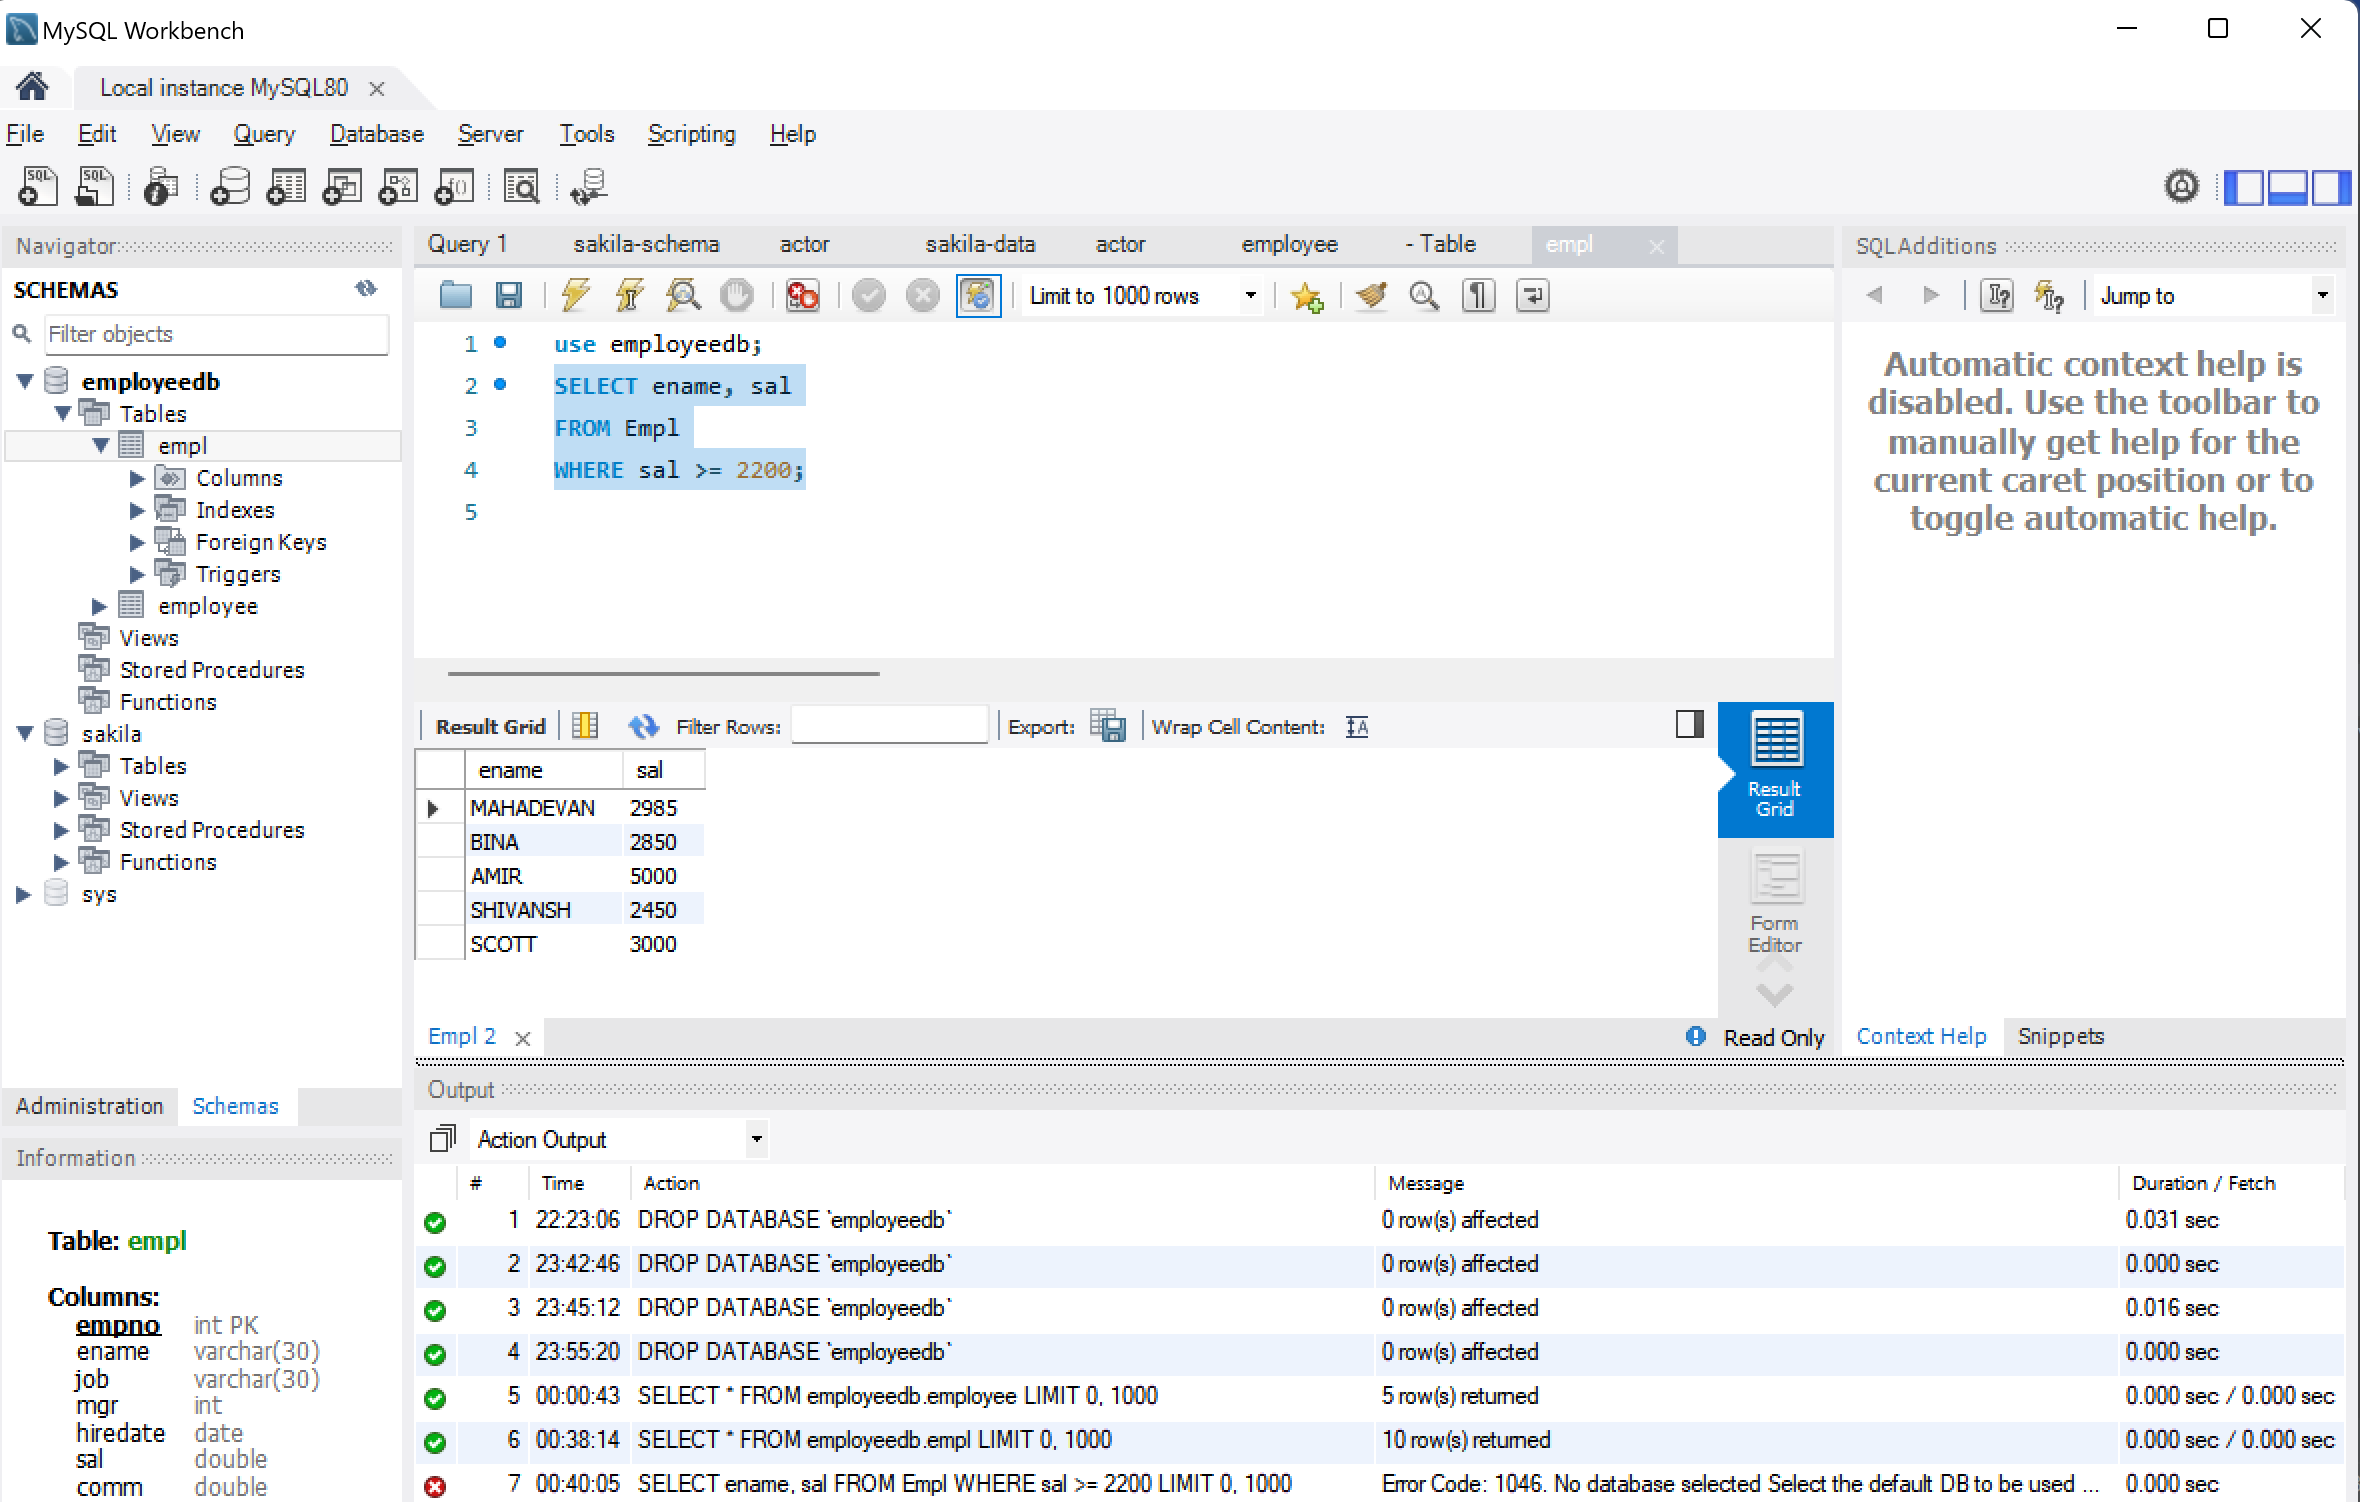 MySQL Workbench
Local instance MySQL80
File Edit View Query Database Server Tools Scripting Help
Navigator
SCHEMAS
Filter objects
employeedb
Tables
empl
Columns
Indexes
Foreign Keys
Triggers
employee
Views
Stored Procedures
Functions
sakila
Tables
Views
Stored Procedures
Functions
sys
Administration Schemas
Information
Table: empl
Columns:
empno int PK
ename varchar(30)
job varchar(30)
mgr int
hiredate date
sal double
comm double
Query 1 sakila-schema actor sakila-data actor employee - Table empl
Limit to 1000 rows
1 use employeedb;
2 SELECT ename, sal
3 FROM Empl
4 WHERE sal >= 2200;
5
Result Grid Filter Rows: Export: Wrap Cell Content:
ename sal
MAHADEVAN 2985
BINA 2850
AMIR 5000
SHIVANSH 2450
SCOTT 3000
Result
Grid
Form
Editor
Empl 2 Read Only
SQLAdditions
Jump to
Automatic context help is
disabled. Use the toolbar to
manually get help for the
current caret position or to
toggle automatic help.
Context Help Snippets
Output
Action Output
# Time Action Message Duration / Fetch
1 22:23:06 DROP DATABASE `employeedb` 0 row(s) affected 0.031 sec
2 23:42:46 DROP DATABASE `employeedb` 0 row(s) affected 0.000 sec
3 23:45:12 DROP DATABASE `employeedb` 0 row(s) affected 0.016 sec
4 23:55:20 DROP DATABASE `employeedb` 0 row(s) affected 0.000 sec
5 00:00:43 SELECT * FROM employeedb.employee LIMIT 0, 1000 5 row(s) returned 0.000 sec / 0.000 sec
6 00:38:14 SELECT * FROM employeedb.empl LIMIT 0, 1000 10 row(s) returned 0.000 sec / 0.000 sec
7 00:40:05 SELECT ename, sal FROM Empl WHERE sal >= 2200 LIMIT 0, 1000 Error Code: 1046. No database selected Select the default DB to be used ... 0.000 sec